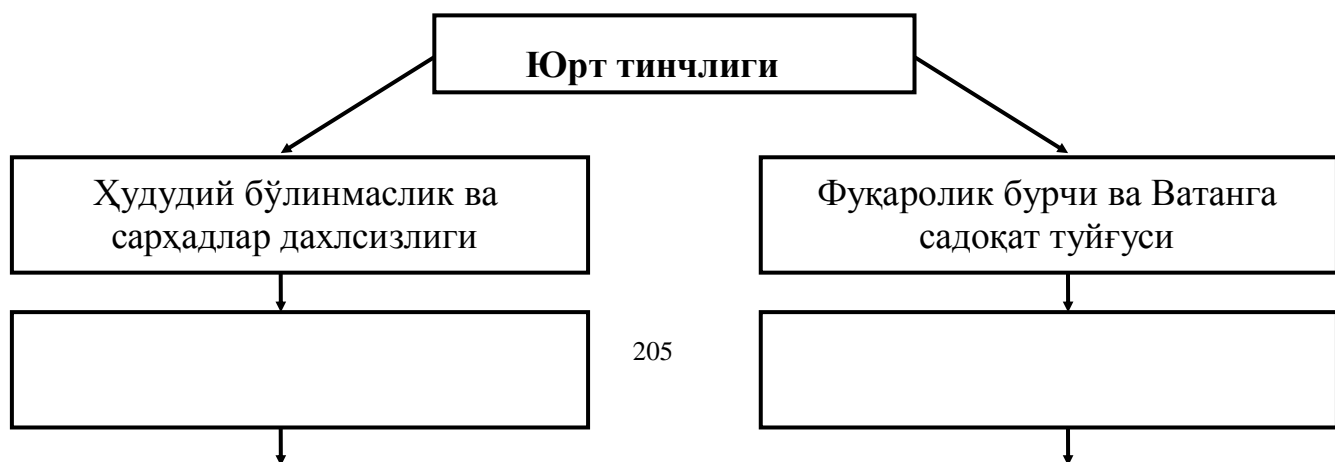 Юрт тинчлиги
Ҳудудий бўлинмаслик ва
сарҳадлар дахлсизлиги
Фуқаролик бурчи ва Ватанга
садоқат туйғуси
205